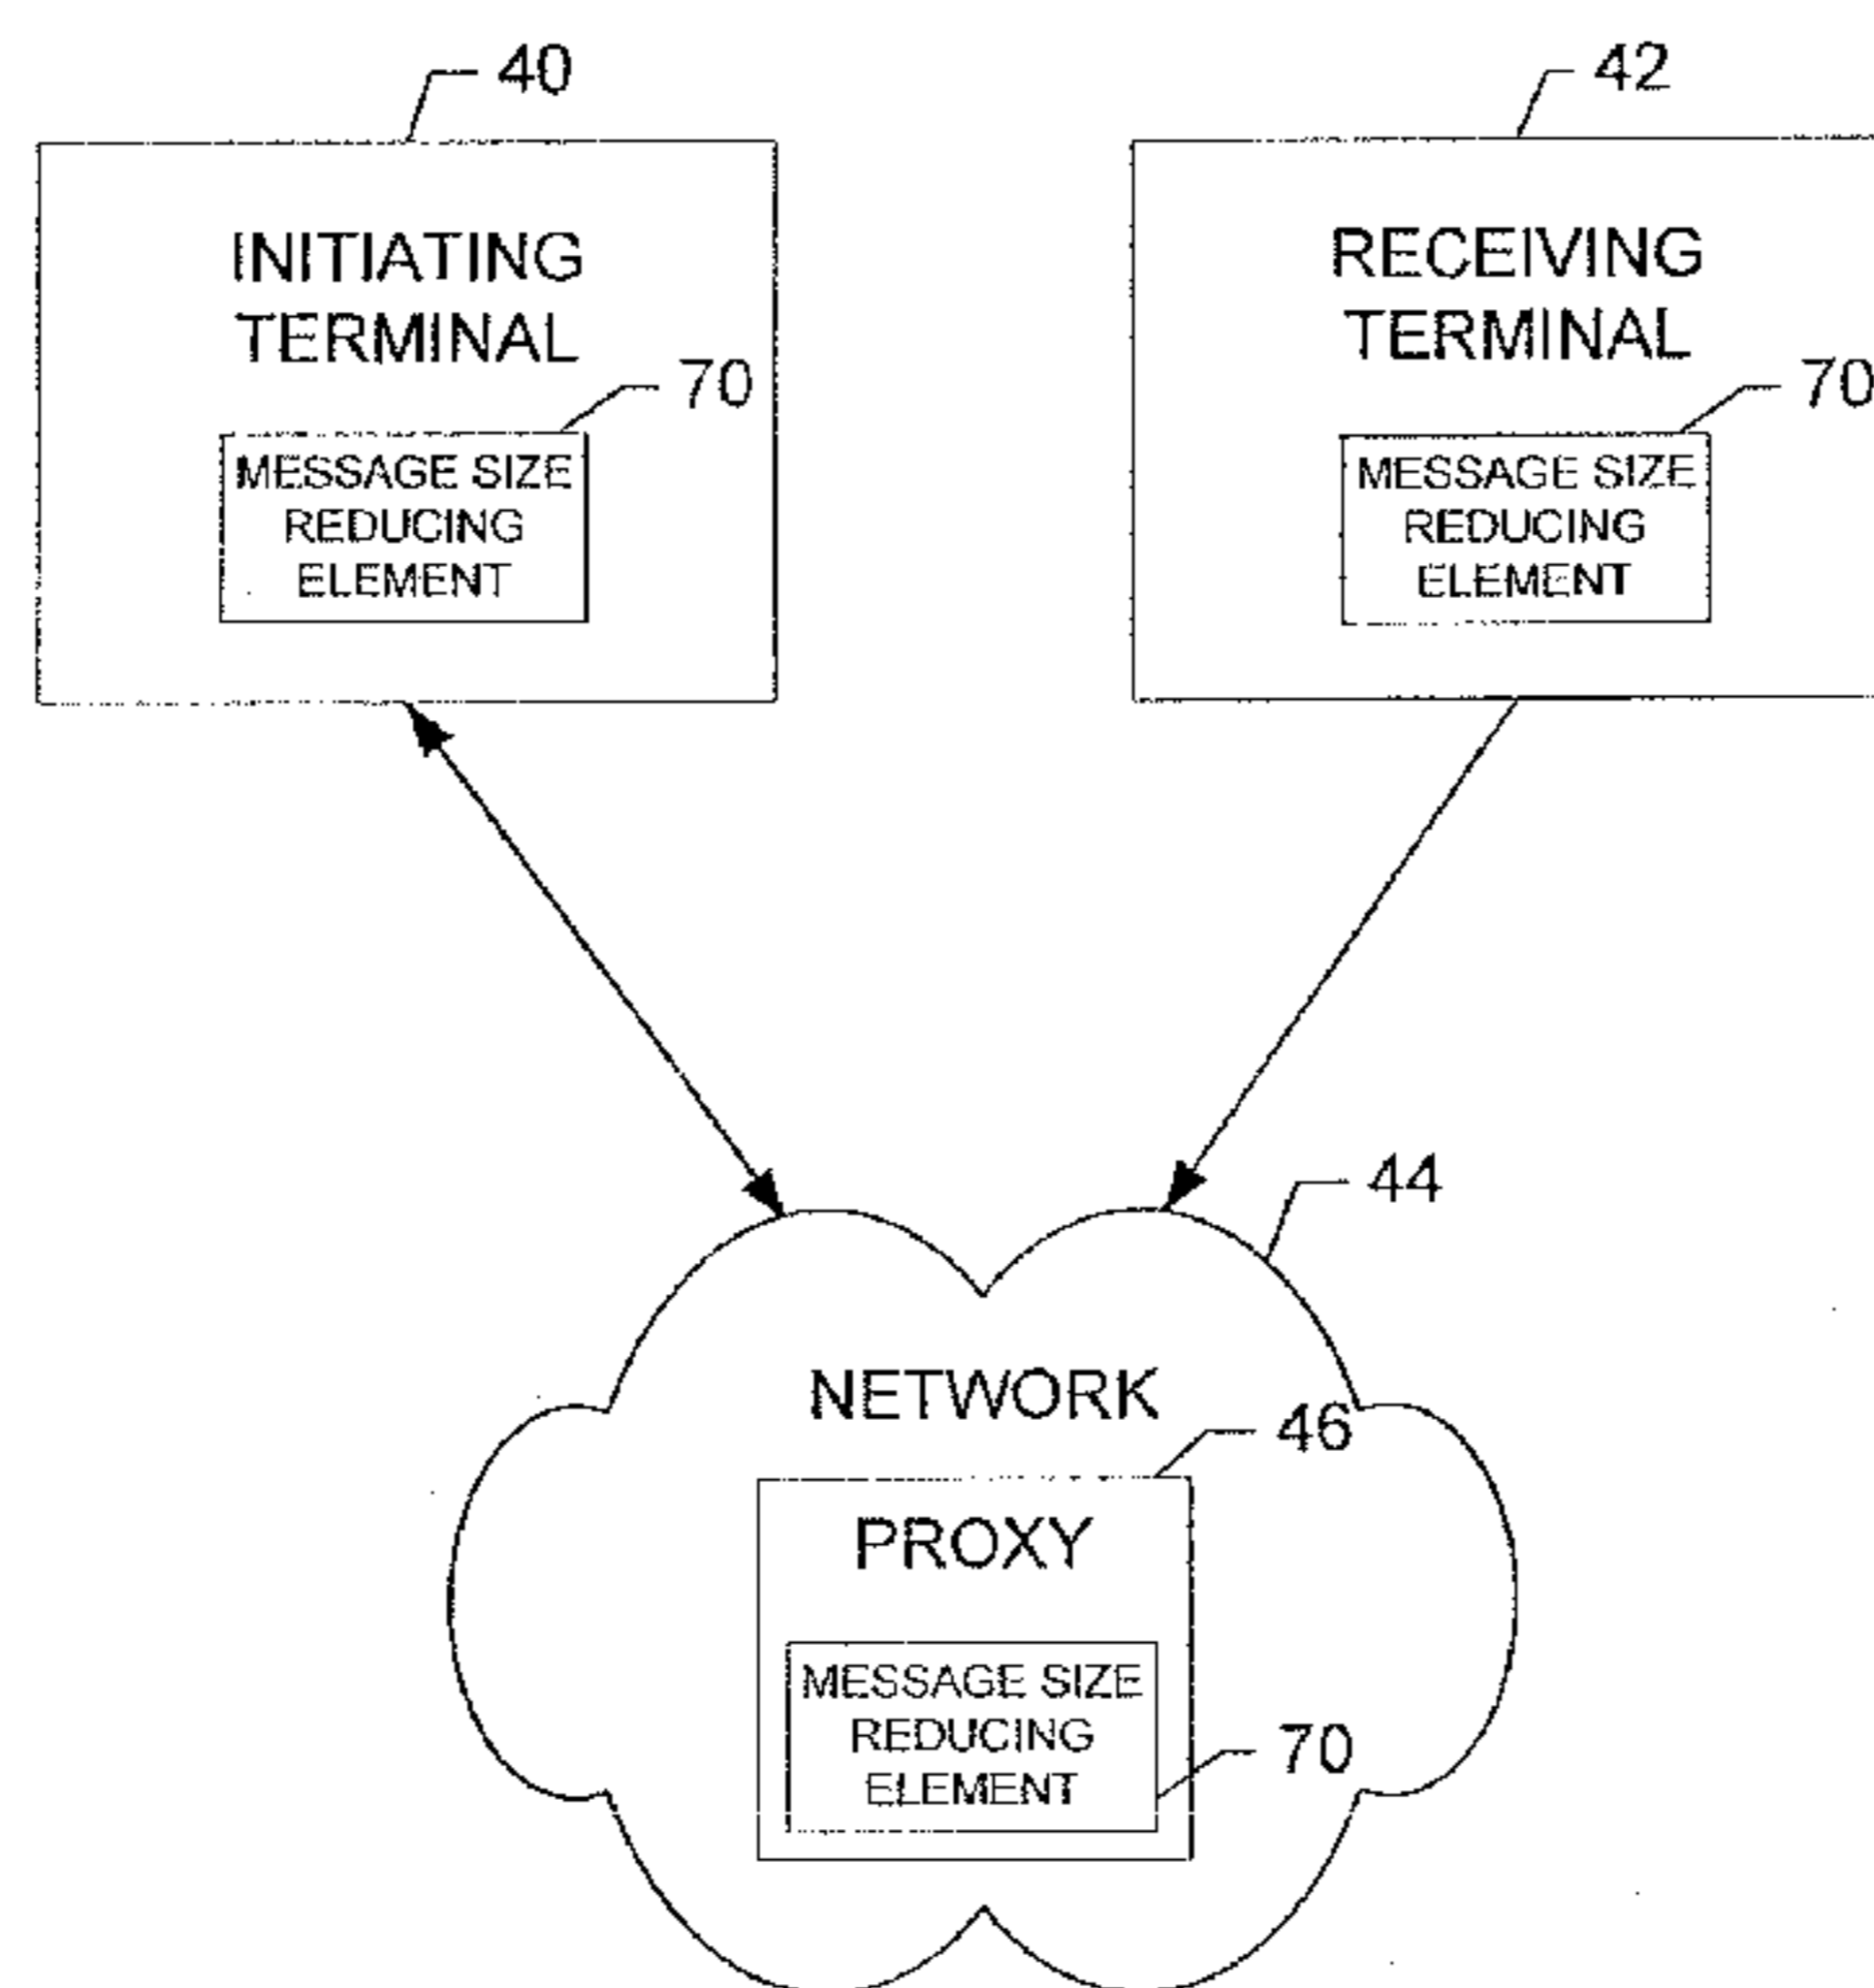 40
42
INITIATING
TERMINAL
70
MESSAGE SIZE
REDUCING
ELEMENT
RECEIVING
TERMINAL
70
MESSAGE SIZE
REDUCING
ELEMENT
44
NETWORK
46
PROXY
MESSAGE SIZE
REDUCING
ELEMENT
70